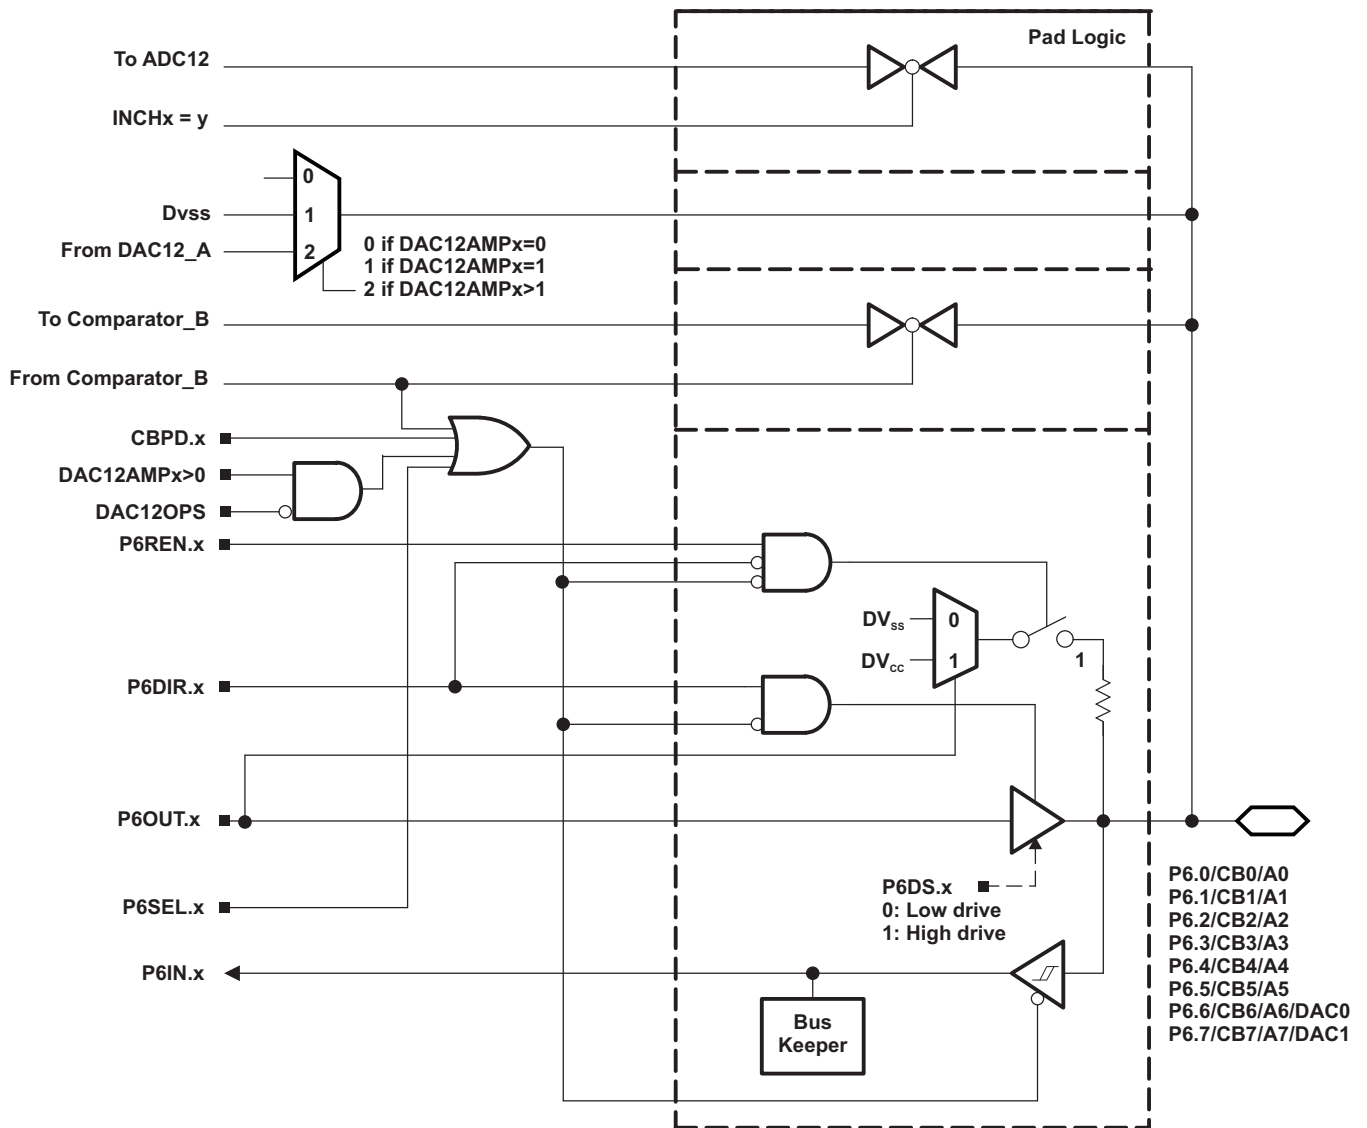 Pad Logic
To ADC12
INCHx = y
0
Dvss
1
From DAC12_A
2
0 if DAC12AMPx=0
1 if DAC12AMPx=1
2 if DAC12AMPx>1
To Comparator_B
From Comparator_B
CBPD.x
DAC12AMPx>0
DAC12OPS
P6REN.x
DVss
0
DVcc
1
1
P6DIR.x
P6OUT.x
P6DS.x
0: Low drive
1: High drive
P6SEL.x
P6IN.x
Bus
Keeper
P6.0/CB0/A0
P6.1/CB1/A1
P6.2/CB2/A2
P6.3/CB3/A3
P6.4/CB4/A4
P6.5/CB5/A5
P6.6/CB6/A6/DAC0
P6.7/CB7/A7/DAC1